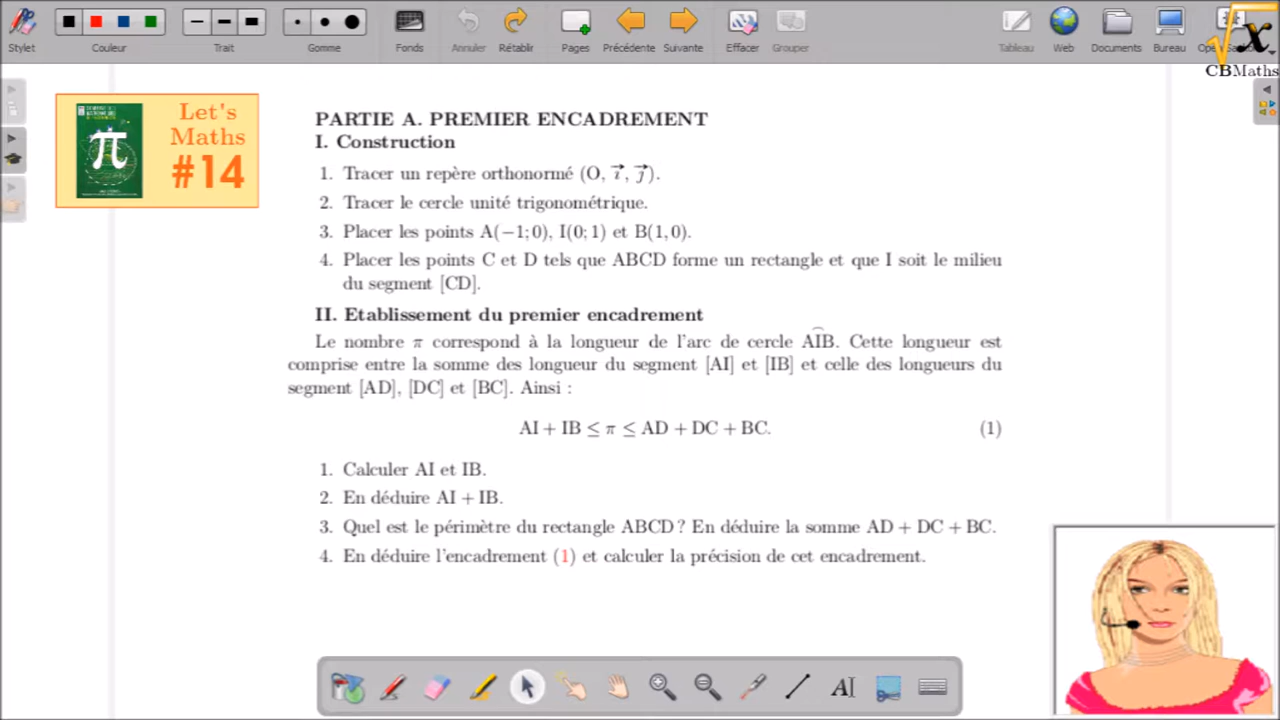 Stylet Couleur Trait Gomme Fonds Annuler Rétablir Pages Précédente Suivante Effacer Grouper Tableau Web Documents Bureau
CBMaths
Let's
Maths
#14
π
PARTIE A. PREMIER ENCADREMENT
I. Construction
1. Tracer un repère orthonormé (O, i⃗, j⃗).
2. Tracer le cercle unité trigonométrique.
3. Placer les points A(−1; 0), I(0; 1) et B(1, 0).
4. Placer les points C et D tels que ABCD forme un rectangle et que I soit le milieu
du segment [CD].
II. Etablissement du premier encadrement
Le nombre π correspond à la longueur de l'arc de cercle AIB. Cette longueur est
comprise entre la somme des longueur du segment [AI] et [IB] et celle des longueurs du
segment [AD], [DC] et [BC]. Ainsi :
AI + IB ≤ π ≤ AD + DC + BC. (1)
1. Calculer AI et IB.
2. En déduire AI + IB.
3. Quel est le périmètre du rectangle ABCD ? En déduire la somme AD + DC + BC.
4. En déduire l'encadrement (1) et calculer la précision de cet encadrement.